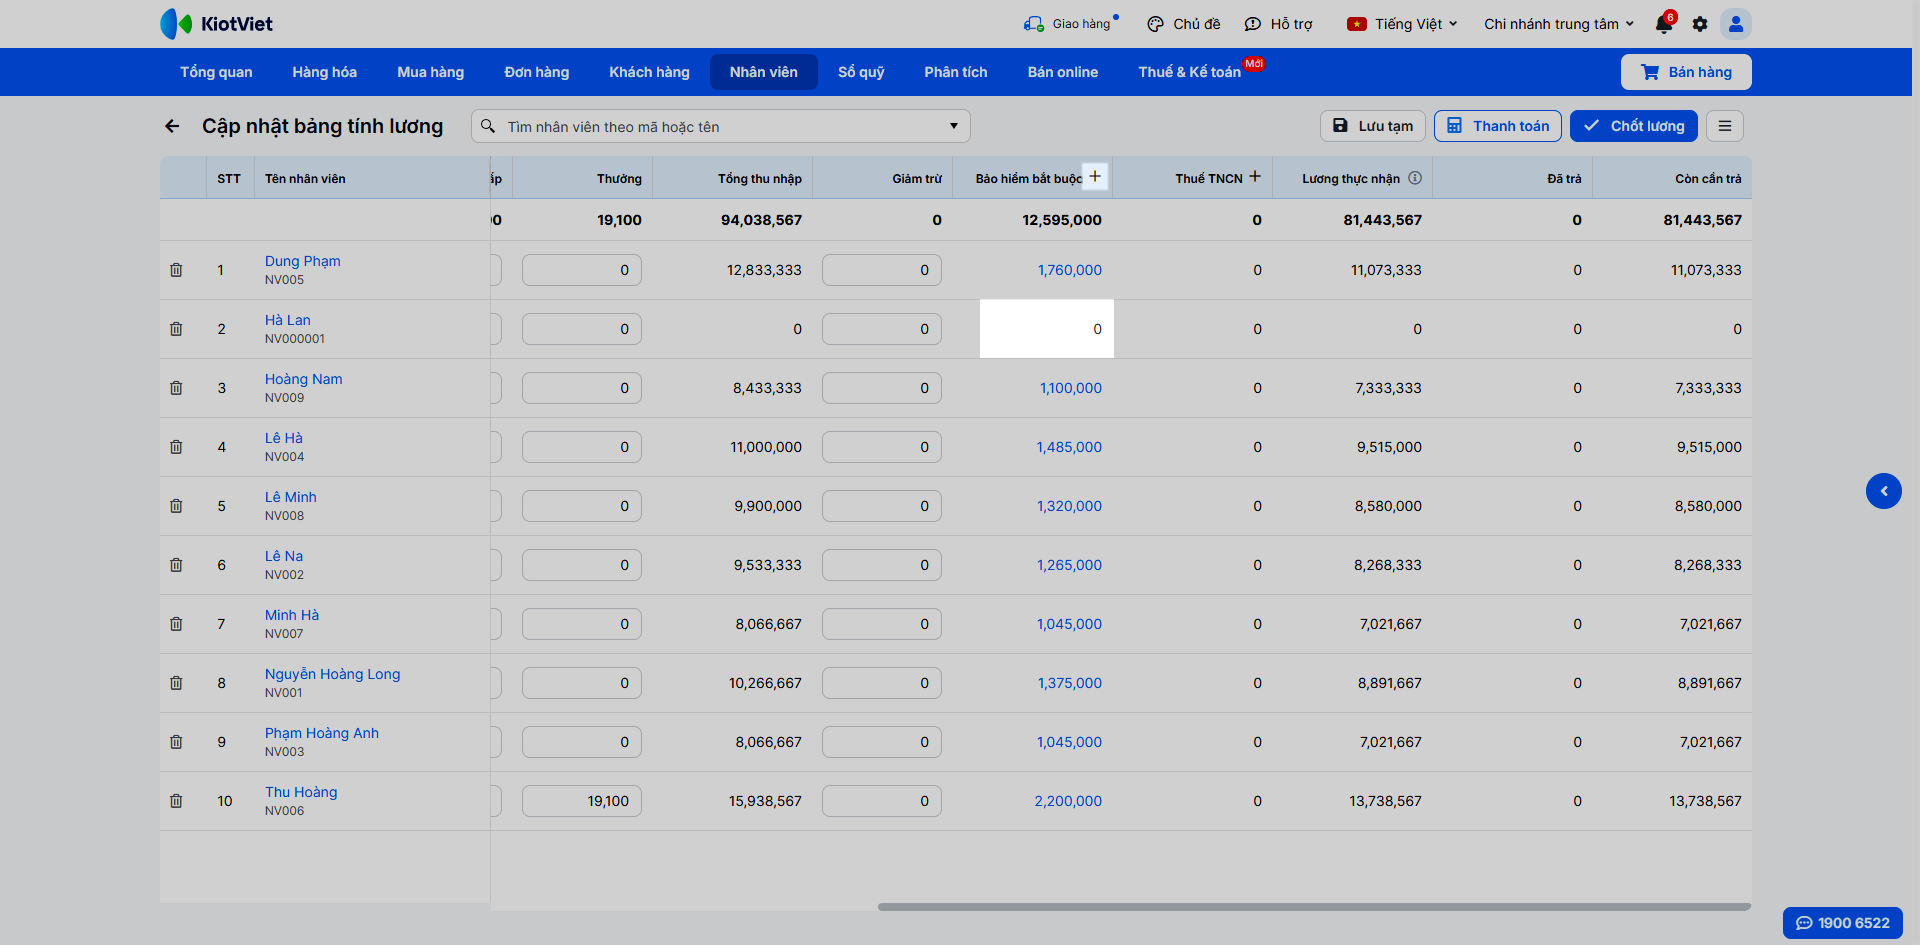 KiotViet
Giao hàng Chủ đề Hỗ trợ Tiếng Việt Chi nhánh trung tâm 6
Tổng quan Hàng hóa Mua hàng Đơn hàng Khách hàng Nhân viên Sổ quỹ Phân tích Bán online Thuế & Kế toán Mới Bán hàng
Cập nhật bảng tính lương Tìm nhân viên theo mã hoặc tên Lưu tạm Thanh toán Chốt lương
STT Tên nhân viên ấp Thưởng Tổng thu nhập Giảm trừ Bảo hiểm bắt buộc + Thuế TNCN + Lương thực nhận Đã trả Còn cần trả
19,100 94,038,567 0 12,595,000 0 81,443,567 0 81,443,567
1 Dung Phạm 0 12,833,333 0 1,760,000 0 11,073,333 0 11,073,333
NV005
2 Hà Lan 0 0 0 0 0 0 0 0
NV000001
3 Hoàng Nam 0 8,433,333 0 1,100,000 0 7,333,333 0 7,333,333
NV009
4 Lê Hà 0 11,000,000 0 1,485,000 0 9,515,000 0 9,515,000
NV004
5 Lê Minh 0 9,900,000 0 1,320,000 0 8,580,000 0 8,580,000
NV008
6 Lê Na 0 9,533,333 0 1,265,000 0 8,268,333 0 8,268,333
NV002
7 Minh Hà 0 8,066,667 0 1,045,000 0 7,021,667 0 7,021,667
NV007
8 Nguyễn Hoàng Long 0 10,266,667 0 1,375,000 0 8,891,667 0 8,891,667
NV001
9 Phạm Hoàng Anh 0 8,066,667 0 1,045,000 0 7,021,667 0 7,021,667
NV003
10 Thu Hoàng 19,100 15,938,567 0 2,200,000 0 13,738,567 0 13,738,567
NV006
1900 6522